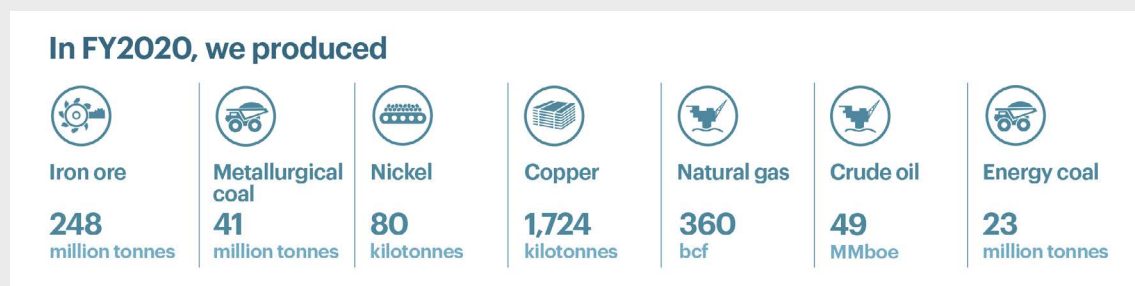 In FY2020, we produced
Iron ore
248
million tonnes
Metallurgical
coal
41
million tonnes
Nickel
80
kilotonnes
Copper
1,724
kilotonnes
Natural gas
360
bcf
Crude oil
49
MMboe
Energy coal
23
million tonnes